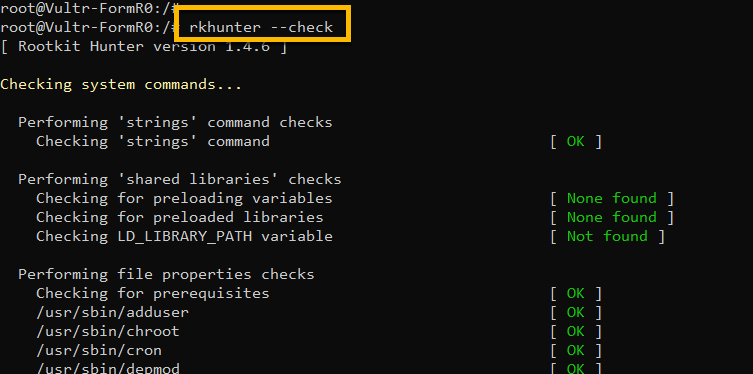 root@Vultr-FormR0:/#
root@Vultr-FormR0:/# rkhunter --check
[ Rootkit Hunter version 1.4.6 ]
Checking system commands...
Performing 'strings' command checks
Checking 'strings' command [ OK ]
Performing 'shared libraries' checks
Checking for preloading variables [ None found ]
Checking for preloaded libraries [ None found ]
Checking LD_LIBRARY_PATH variable [ Not found ]
Performing file properties checks
Checking for prerequisites [ OK ]
/usr/sbin/adduser [ OK ]
/usr/sbin/chroot [ OK ]
/usr/sbin/cron [ OK ]
/usr/sbin/depmod [ OK ]